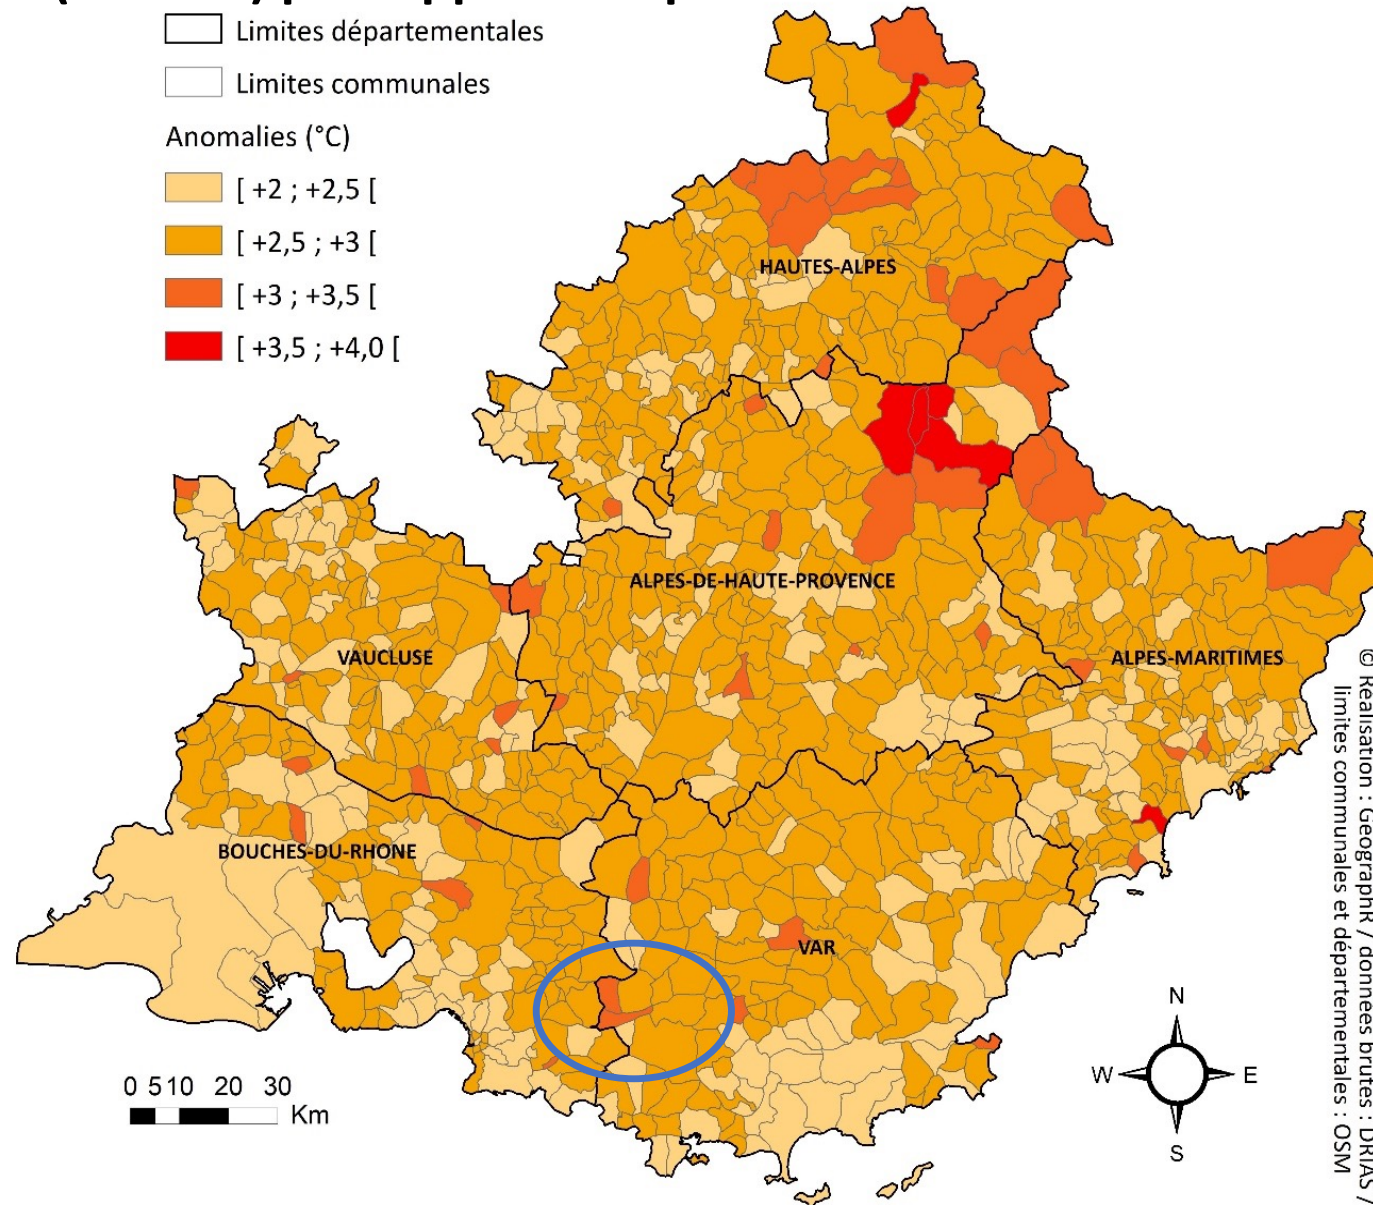 Limites départementales
Limites communales
Anomalies (°C)
[ +2 ; +2,5 [
[ +2,5 ; +3 [
[ +3 ; +3,5 [
[ +3,5 ; +4,0 [
HAUTES-ALPES
ALPES-DE-HAUTE-PROVENCE
VAUCLUSE
ALPES-MARITIMES
BOUCHES-DU-RHONE
VAR
0 5 10 20 30
Km
N
W
E
S
© Réalisation : GeographR / données brutes : DRIAS /
limites communales et départementales : OSM